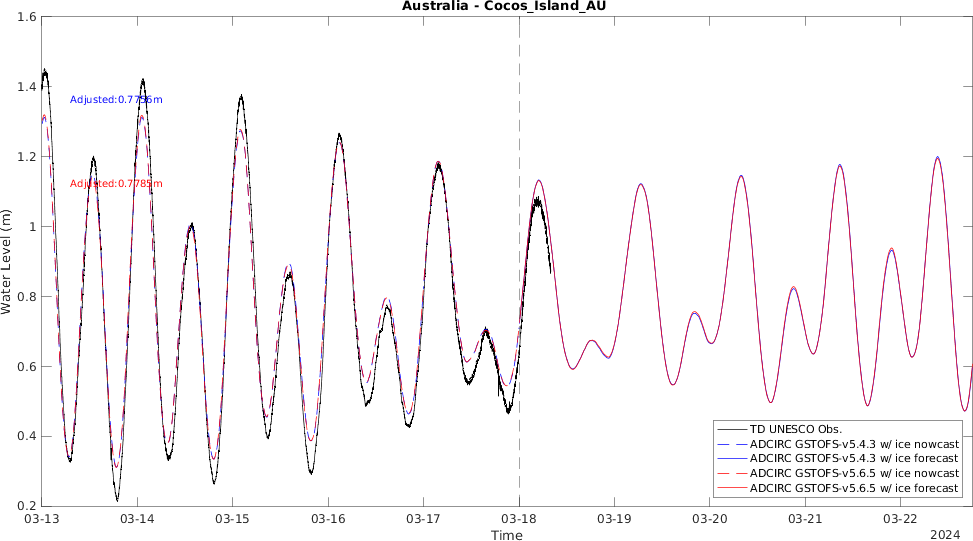 Australia - Cocos_Island_AU
1.6
1.4
1.2
1
0.8
0.6
0.4
0.2
Water Level (m)
Adjusted:0.7756m
Adjusted:0.7785m
TD UNESCO Obs.
ADCIRC GSTOFS-v5.4.3 w/ ice nowcast
ADCIRC GSTOFS-v5.4.3 w/ ice forecast
ADCIRC GSTOFS-v5.6.5 w/ ice nowcast
ADCIRC GSTOFS-v5.6.5 w/ ice forecast
03-13 03-14 03-15 03-16 03-17 03-18 03-19 03-20 03-21 03-22
Time
2024